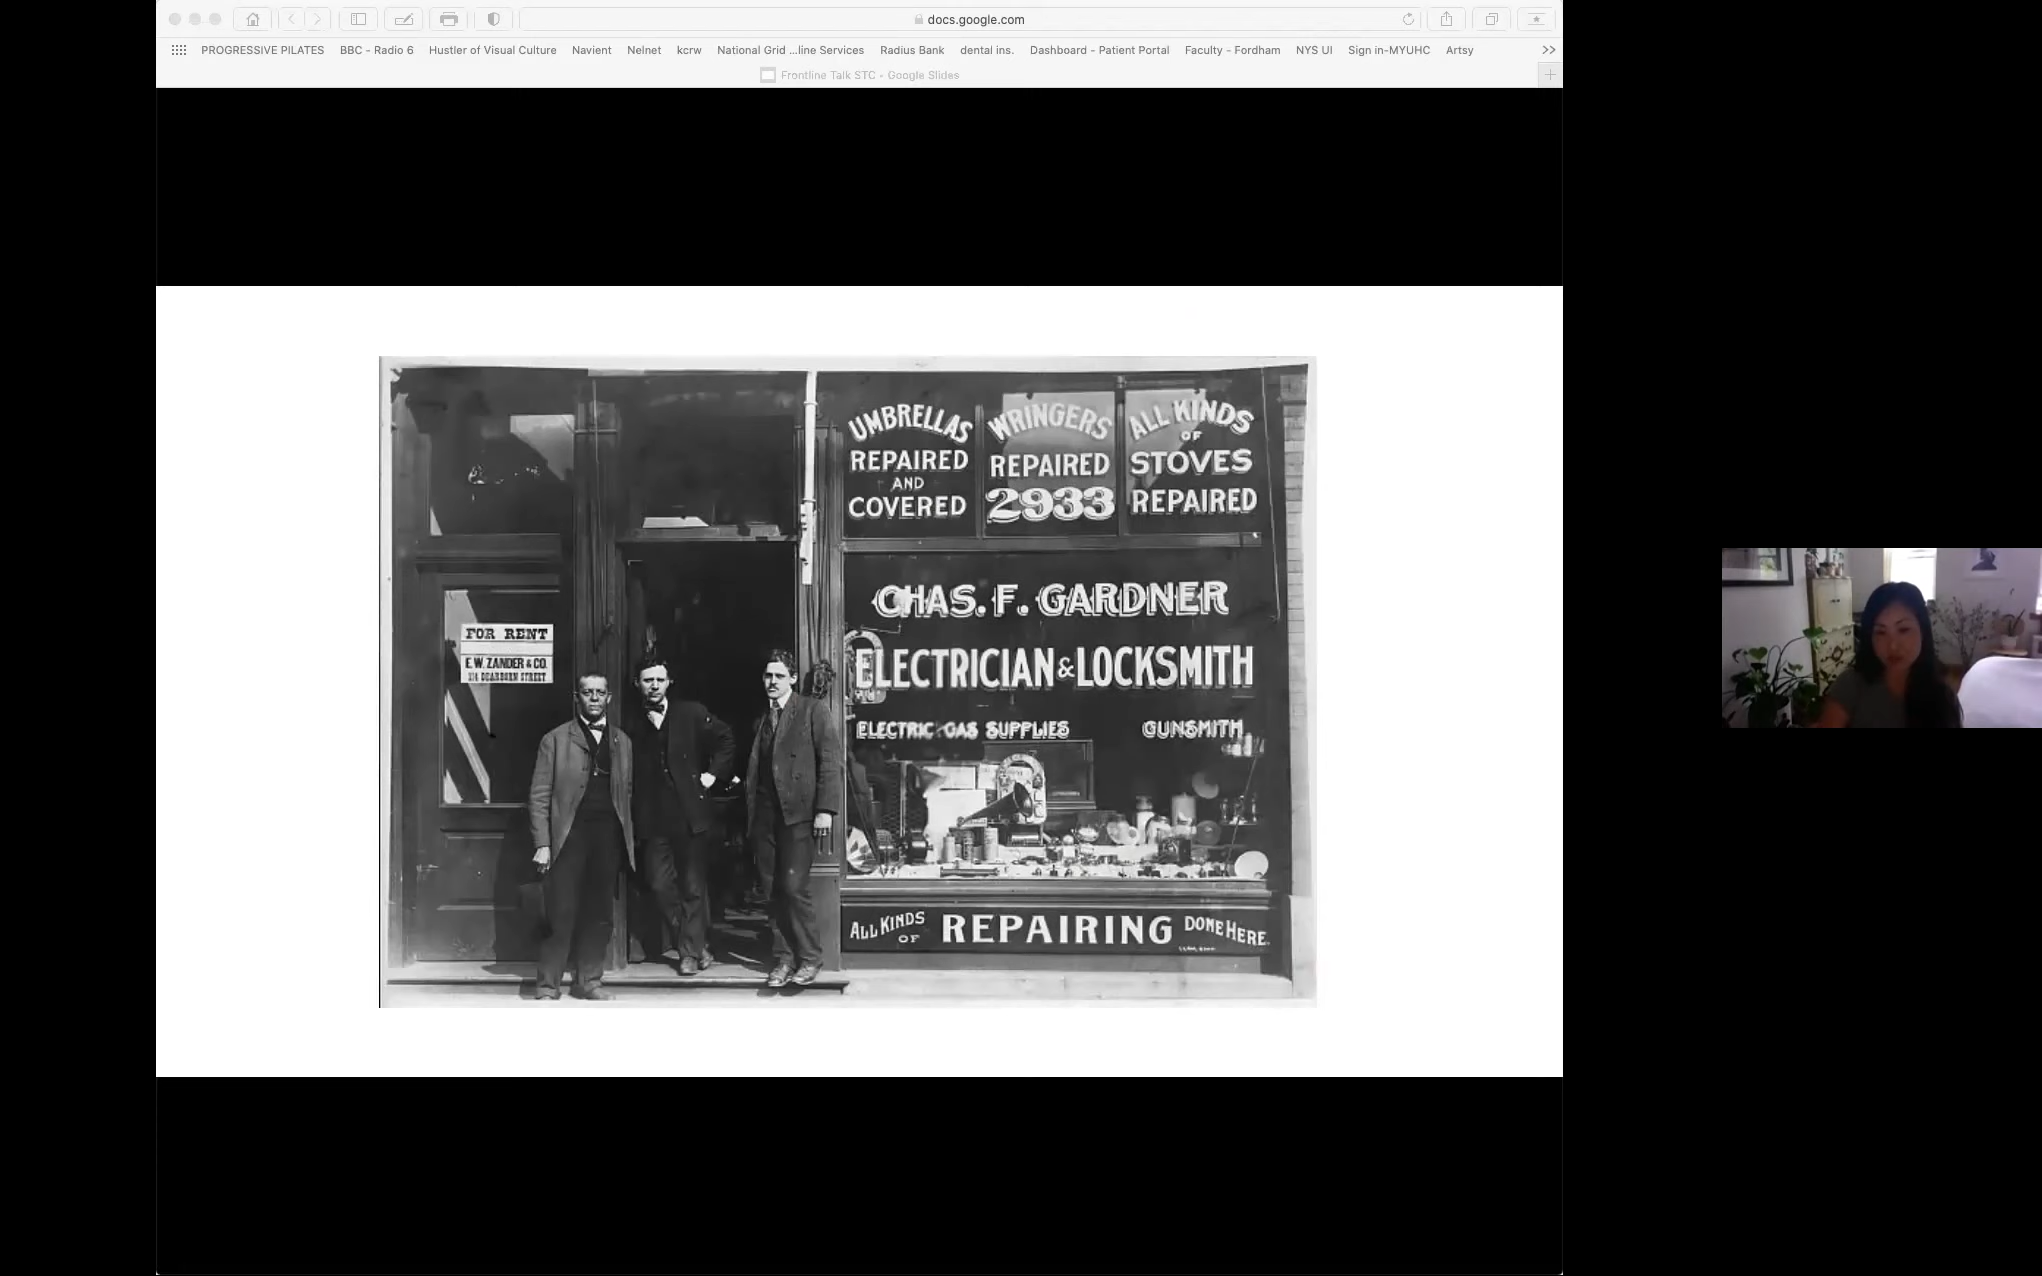 docs.google.com
PROGRESSIVE PILATES BBC - Radio 6 Hustler of Visual Culture Navient Nelnet kcrw National Grid ...line Services Radius Bank dental ins. Dashboard - Patient Portal Faculty - Fordham NYS UI Sign in-MYUHC Artsy
Frontline Talk STC - Google Slides
UMBRELLAS
REPAIRED
AND
COVERED
WRINGERS
REPAIRED
2933
ALL KINDS
OF
STOVES
REPAIRED
CHAS. F. GARDNER
ELECTRICIAN & LOCKSMITH
ELECTRIC GAS SUPPLIES GUNSMITH
FOR RENT
E.W. ZANDER & CO.
DEARBORN STREET
ALL KINDS
OF
REPAIRING
DONE HERE.